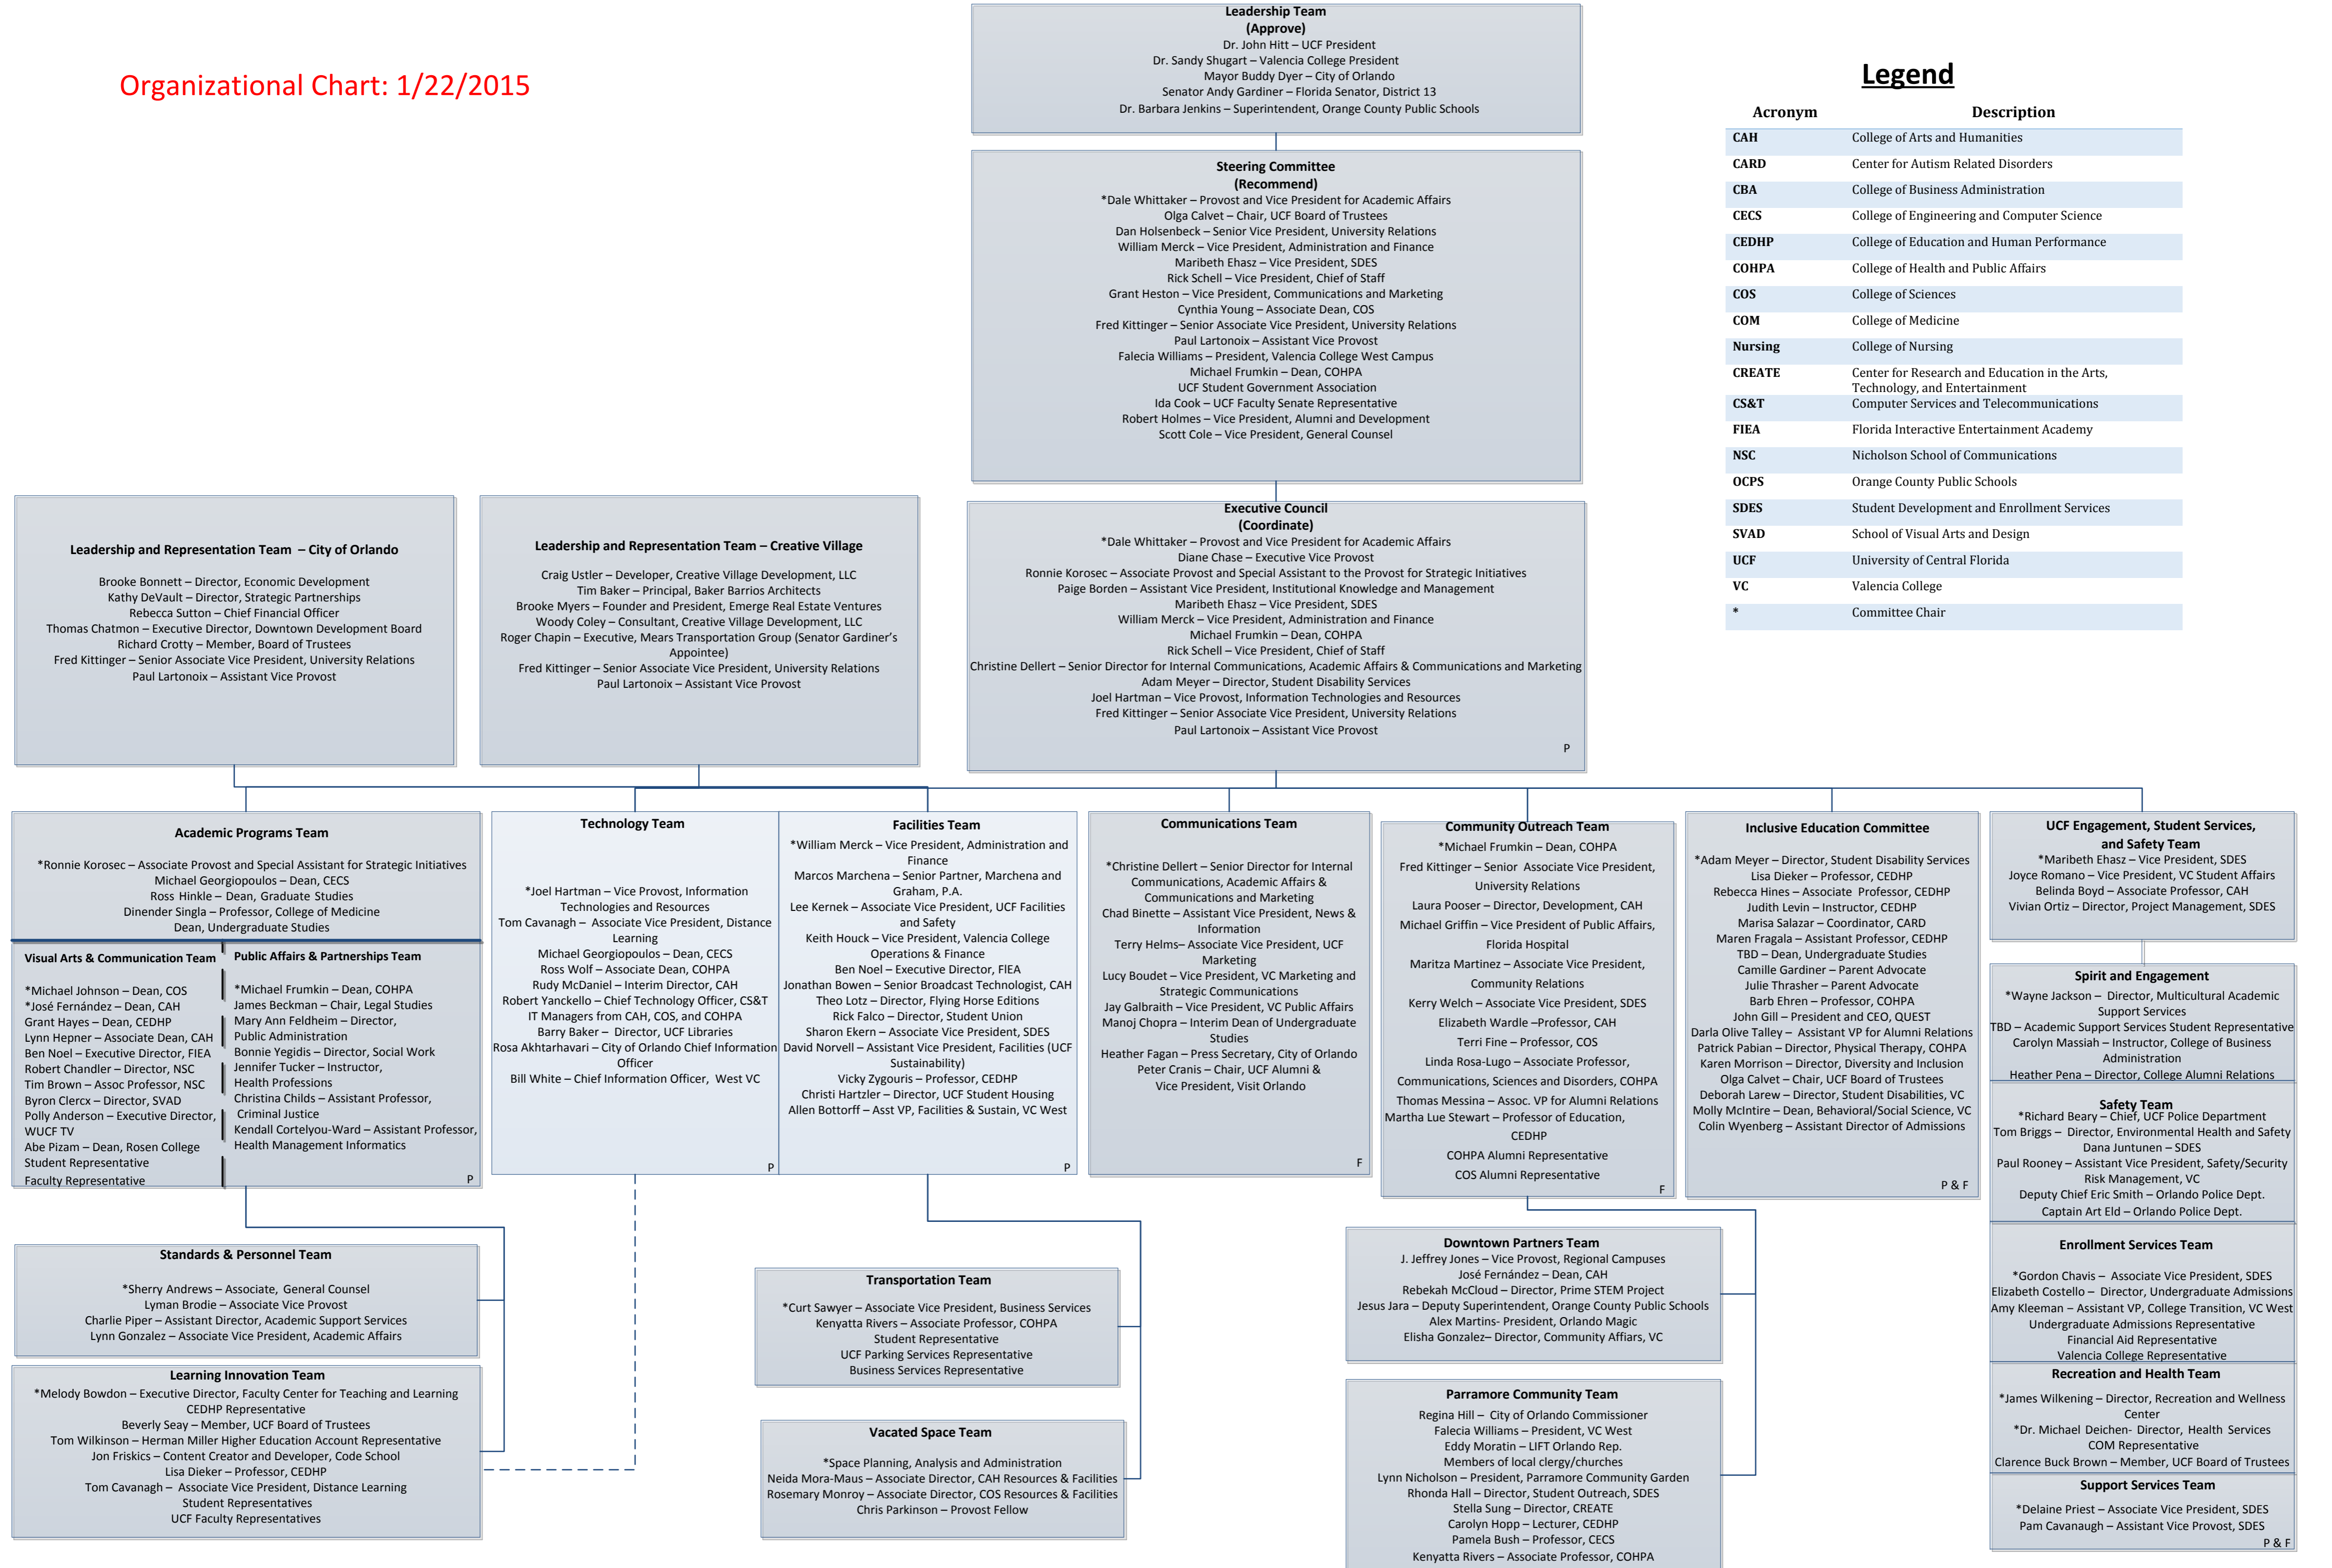 Organizational Chart: 1/22/2015
Leadership Team
(Approve)
Dr. John Hitt – UCF President
Dr. Sandy Shugart – Valencia College President
Mayor Buddy Dyer – City of Orlando
Senator Andy Gardiner – Florida Senator, District 13
Dr. Barbara Jenkins – Superintendent, Orange County Public Schools
Steering Committee
(Recommend)
*Dale Whittaker – Provost and Vice President for Academic Affairs
Olga Calvet – Chair, UCF Board of Trustees
Dan Holsenbeck – Senior Vice President, University Relations
William Merck – Vice President, Administration and Finance
Maribeth Ehasz – Vice President, SDES
Rick Schell – Vice President, Chief of Staff
Grant Heston – Vice President, Communications and Marketing
Cynthia Young – Associate Dean, COS
Fred Kittinger – Senior Associate Vice President, University Relations
Paul Lartonoix – Assistant Vice Provost
Falecia Williams – President, Valencia College West Campus
Michael Frumkin – Dean, COHPA
UCF Student Government Association
Ida Cook – UCF Faculty Senate Representative
Robert Holmes – Vice President, Alumni and Development
Scott Cole – Vice President, General Counsel
Legend
Acronym Description
CAH College of Arts and Humanities
CARD Center for Autism Related Disorders
CBA College of Business Administration
CECS College of Engineering and Computer Science
CEDHP College of Education and Human Performance
COHPA College of Health and Public Affairs
COS College of Sciences
COM College of Medicine
Nursing College of Nursing
CREATE Center for Research and Education in the Arts,
Technology, and Entertainment
CS&T Computer Services and Telecommunications
FIEA Florida Interactive Entertainment Academy
NSC Nicholson School of Communications
OCPS Orange County Public Schools
SDES Student Development and Enrollment Services
SVAD School of Visual Arts and Design
UCF University of Central Florida
VC Valencia College
* Committee Chair
Leadership and Representation Team – City of Orlando
Brooke Bonnett – Director, Economic Development
Kathy DeVault – Director, Strategic Partnerships
Rebecca Sutton – Chief Financial Officer
Thomas Chatmon – Executive Director, Downtown Development Board
Richard Crotty – Member, Board of Trustees
Fred Kittinger – Senior Associate Vice President, University Relations
Paul Lartonoix – Assistant Vice Provost
Leadership and Representation Team – Creative Village
Craig Ustler – Developer, Creative Village Development, LLC
Tim Baker – Principal, Baker Barrios Architects
Brooke Myers – Founder and President, Emerge Real Estate Ventures
Woody Coley – Consultant, Creative Village Development, LLC
Roger Chapin – Executive, Mears Transportation Group (Senator Gardiner's
Appointee)
Fred Kittinger – Senior Associate Vice President, University Relations
Paul Lartonoix – Assistant Vice Provost
Executive Council
(Coordinate)
*Dale Whittaker – Provost and Vice President for Academic Affairs
Diane Chase – Executive Vice Provost
Ronnie Korosec – Associate Provost and Special Assistant to the Provost for Strategic Initiatives
Paige Borden – Assistant Vice President, Institutional Knowledge and Management
Maribeth Ehasz – Vice President, SDES
William Merck – Vice President, Administration and Finance
Michael Frumkin – Dean, COHPA
Rick Schell – Vice President, Chief of Staff
Christine Dellert – Senior Director for Internal Communications, Academic Affairs & Communications and Marketing
Adam Meyer – Director, Student Disability Services
Joel Hartman – Vice Provost, Information Technologies and Resources
Fred Kittinger – Senior Associate Vice President, University Relations
Paul Lartonoix – Assistant Vice Provost
P
Academic Programs Team
*Ronnie Korosec – Associate Provost and Special Assistant for Strategic Initiatives
Michael Georgiopoulos – Dean, CECS
Ross Hinkle – Dean, Graduate Studies
Dinender Singla – Professor, College of Medicine
Dean, Undergraduate Studies
Visual Arts & Communication Team
*Michael Johnson – Dean, COS
*José Fernández – Dean, CAH
Grant Hayes – Dean, CEDHP
Lynn Hepner – Associate Dean, CAH
Ben Noel – Executive Director, FIEA
Robert Chandler – Director, NSC
Tim Brown – Assoc Professor, NSC
Byron Clercx – Director, SVAD
Polly Anderson – Executive Director,
WUCF TV
Abe Pizam – Dean, Rosen College
Student Representative
Faculty Representative
Public Affairs & Partnerships Team
*Michael Frumkin – Dean, COHPA
James Beckman – Chair, Legal Studies
Mary Ann Feldheim – Director,
Public Administration
Bonnie Yegidis – Director, Social Work
Jennifer Tucker – Instructor,
Health Professions
Christina Childs – Assistant Professor,
Criminal Justice
Kendall Cortelyou-Ward – Assistant Professor,
Health Management Informatics
P
Technology Team
*Joel Hartman – Vice Provost, Information
Technologies and Resources
Tom Cavanagh – Associate Vice President, Distance
Learning
Michael Georgiopoulos – Dean, CECS
Ross Wolf – Associate Dean, COHPA
Rudy McDaniel – Interim Director, CAH
Robert Yanckello – Chief Technology Officer, CS&T
IT Managers from CAH, COS, and COHPA
Barry Baker – Director, UCF Libraries
Rosa Akhtarhavari – City of Orlando Chief Information
Officer
Bill White – Chief Information Officer, West VC
P
Facilities Team
*William Merck – Vice President, Administration and
Finance
Marcos Marchena – Senior Partner, Marchena and
Graham, P.A.
Lee Kernek – Associate Vice President, UCF Facilities
and Safety
Keith Houck – Vice President, Valencia College
Operations & Finance
Ben Noel – Executive Director, FIEA
Jonathan Bowen – Senior Broadcast Technologist, CAH
Theo Lotz – Director, Flying Horse Editions
Rick Falco – Director, Student Union
Sharon Ekern – Associate Vice President, SDES
David Norvell – Assistant Vice President, Facilities (UCF
Sustainability)
Vicky Zygouris – Professor, CEDHP
Christi Hartzler – Director, UCF Student Housing
Allen Bottorff – Asst VP, Facilities & Sustain, VC West
P
Communications Team
*Christine Dellert – Senior Director for Internal
Communications, Academic Affairs &
Communications and Marketing
Chad Binette – Assistant Vice President, News &
Information
Terry Helms– Associate Vice President, UCF
Marketing
Lucy Boudet – Vice President, VC Marketing and
Strategic Communications
Jay Galbraith – Vice President, VC Public Affairs
Manoj Chopra – Interim Dean of Undergraduate
Studies
Heather Fagan – Press Secretary, City of Orlando
Peter Cranis – Chair, UCF Alumni &
Vice President, Visit Orlando
F
Community Outreach Team
*Michael Frumkin – Dean, COHPA
Fred Kittinger – Senior Associate Vice President,
University Relations
Laura Pooser – Director, Development, CAH
Michael Griffin – Vice President of Public Affairs,
Florida Hospital
Maritza Martinez – Associate Vice President,
Community Relations
Kerry Welch – Associate Vice President, SDES
Elizabeth Wardle –Professor, CAH
Terri Fine – Professor, COS
Linda Rosa-Lugo – Associate Professor,
Communications, Sciences and Disorders, COHPA
Thomas Messina – Assoc. VP for Alumni Relations
Martha Lue Stewart – Professor of Education,
CEDHP
COHPA Alumni Representative
COS Alumni Representative
F
Inclusive Education Committee
*Adam Meyer – Director, Student Disability Services
Lisa Dieker – Professor, CEDHP
Rebecca Hines – Associate Professor, CEDHP
Judith Levin – Instructor, CEDHP
Marisa Salazar – Coordinator, CARD
Maren Fragala – Assistant Professor, CEDHP
TBD – Dean, Undergraduate Studies
Camille Gardiner – Parent Advocate
Julie Thrasher – Parent Advocate
Barb Ehren – Professor, COHPA
John Gill – President and CEO, QUEST
Darla Olive Talley – Assistant VP for Alumni Relations
Patrick Pabian – Director, Physical Therapy, COHPA
Karen Morrison – Director, Diversity and Inclusion
Olga Calvet – Chair, UCF Board of Trustees
Deborah Larew – Director, Student Disabilities, VC
Molly McIntire – Dean, Behavioral/Social Science, VC
Colin Wyenberg – Assistant Director of Admissions
P & F
UCF Engagement, Student Services,
and Safety Team
*Maribeth Ehasz – Vice President, SDES
Joyce Romano – Vice President, VC Student Affairs
Belinda Boyd – Associate Professor, CAH
Vivian Ortiz – Director, Project Management, SDES
Spirit and Engagement
*Wayne Jackson – Director, Multicultural Academic
Support Services
TBD – Academic Support Services Student Representative
Carolyn Massiah – Instructor, College of Business
Administration
Heather Pena – Director, College Alumni Relations
Safety Team
*Richard Beary – Chief, UCF Police Department
Tom Briggs – Director, Environmental Health and Safety
Dana Juntunen – SDES
Paul Rooney – Assistant Vice President, Safety/Security
Risk Management, VC
Deputy Chief Eric Smith – Orlando Police Dept.
Captain Art Eld – Orlando Police Dept.
Enrollment Services Team
*Gordon Chavis – Associate Vice President, SDES
Elizabeth Costello – Director, Undergraduate Admissions
Amy Kleeman – Assistant VP, College Transition, VC West
Undergraduate Admissions Representative
Financial Aid Representative
Valencia College Representative
Recreation and Health Team
*James Wilkening – Director, Recreation and Wellness
Center
*Dr. Michael Deichen- Director, Health Services
COM Representative
Clarence Buck Brown – Member, UCF Board of Trustees
Support Services Team
*Delaine Priest – Associate Vice President, SDES
Pam Cavanaugh – Assistant Vice Provost, SDES
P & F
Standards & Personnel Team
*Sherry Andrews – Associate, General Counsel
Lyman Brodie – Associate Vice Provost
Charlie Piper – Assistant Director, Academic Support Services
Lynn Gonzalez – Associate Vice President, Academic Affairs
Learning Innovation Team
*Melody Bowdon – Executive Director, Faculty Center for Teaching and Learning
CEDHP Representative
Beverly Seay – Member, UCF Board of Trustees
Tom Wilkinson – Herman Miller Higher Education Account Representative
Jon Friskics – Content Creator and Developer, Code School
Lisa Dieker – Professor, CEDHP
Tom Cavanagh – Associate Vice President, Distance Learning
Student Representatives
UCF Faculty Representatives
Transportation Team
*Curt Sawyer – Associate Vice President, Business Services
Kenyatta Rivers – Associate Professor, COHPA
Student Representative
UCF Parking Services Representative
Business Services Representative
Vacated Space Team
*Space Planning, Analysis and Administration
Neida Mora-Maus – Associate Director, CAH Resources & Facilities
Rosemary Monroy – Associate Director, COS Resources & Facilities
Chris Parkinson – Provost Fellow
Downtown Partners Team
J. Jeffrey Jones – Vice Provost, Regional Campuses
José Fernández – Dean, CAH
Rebekah McCloud – Director, Prime STEM Project
Jesus Jara – Deputy Superintendent, Orange County Public Schools
Alex Martins- President, Orlando Magic
Elisha Gonzalez– Director, Community Affairs, VC
Parramore Community Team
Regina Hill – City of Orlando Commissioner
Falecia Williams – President, VC West
Eddy Moratin – LIFT Orlando Rep.
Members of local clergy/churches
Lynn Nicholson – President, Parramore Community Garden
Rhonda Hall – Director, Student Outreach, SDES
Stella Sung – Director, CREATE
Carolyn Hopp – Lecturer, CEDHP
Pamela Bush – Professor, CECS
Kenyatta Rivers – Associate Professor, COHPA